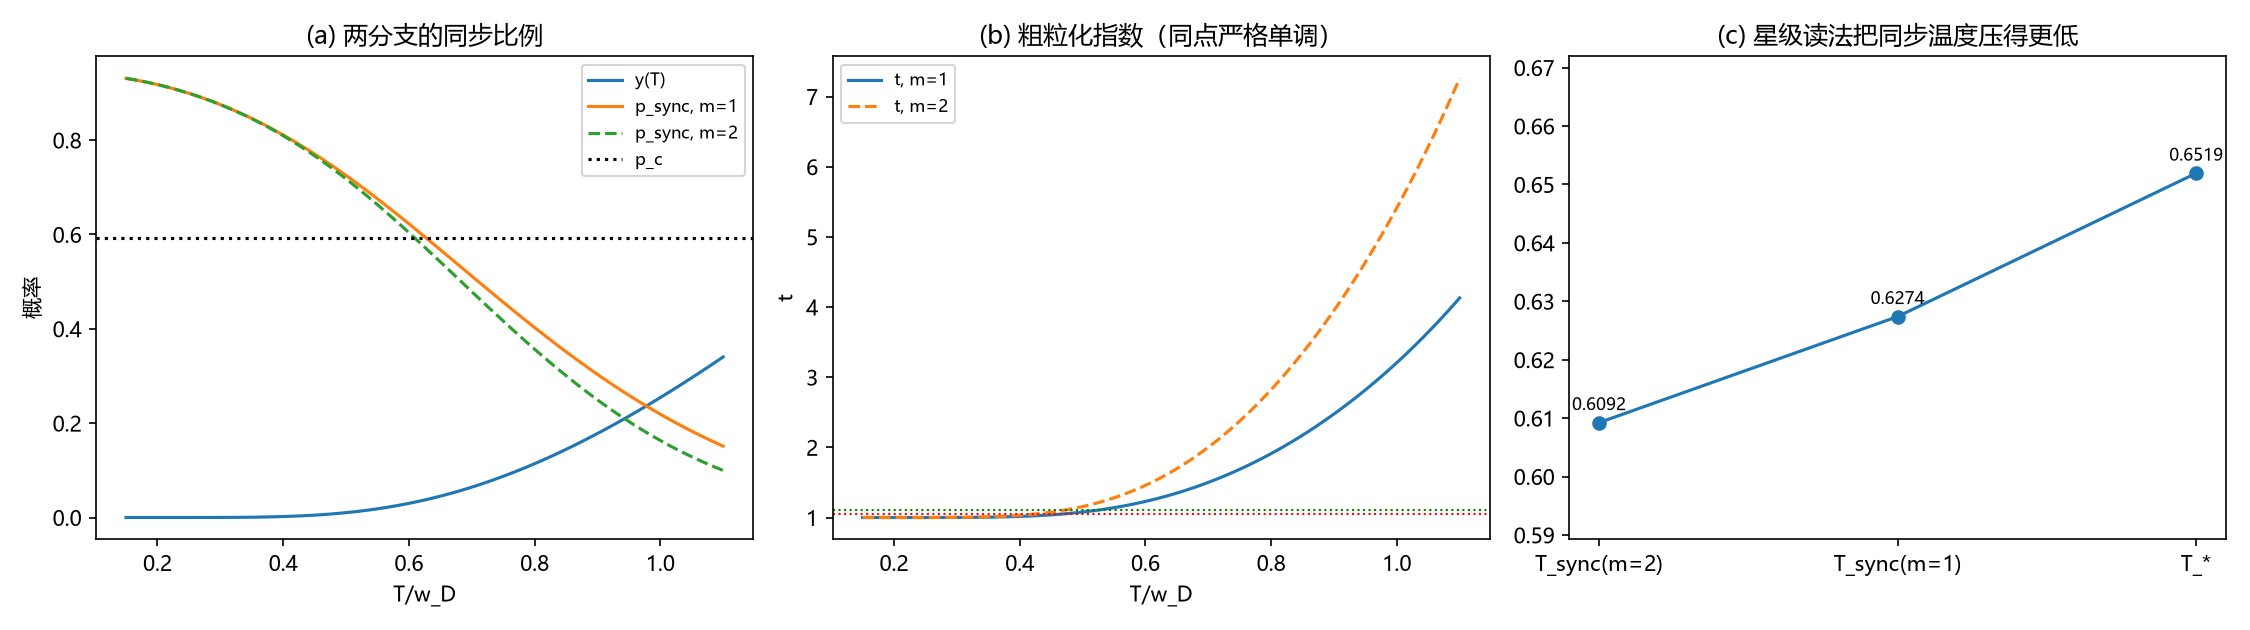 (a) 两分支的同步比例
y(T)
p_sync, m=1
p_sync, m=2
p_c
概率
0.8
0.6
0.4
0.2
0.0
0.2 0.4 0.6 0.8 1.0
T/w_D
(b) 粗粒化指数（同点严格单调）
t, m=1
t, m=2
t
7
6
5
4
3
2
1
0.2 0.4 0.6 0.8 1.0
T/w_D
(c) 星级读法把同步温度压得更低
0.67
0.66
0.65
0.64
0.63
0.62
0.61
0.60
0.59
0.6519
0.6274
0.6092
T_sync(m=2) T_sync(m=1) T_*